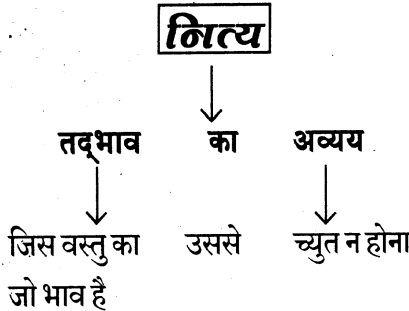 नित्य
तद्‌भाव का अव्यय
जिस वस्तु का उससे च्युत न होना
जो भाव है